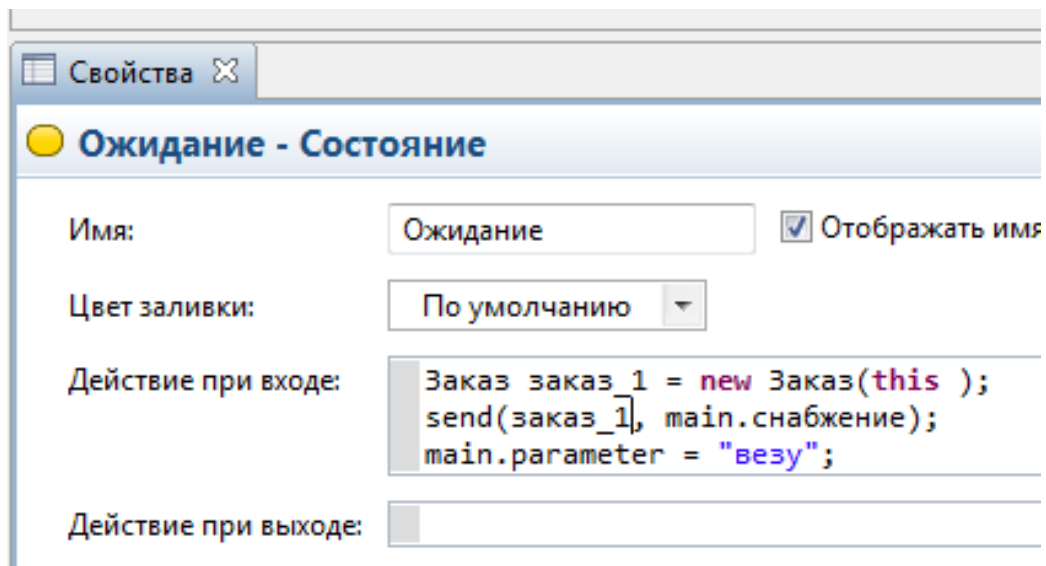 Свойства
Ожидание - Состояние
Имя: Ожидание Отображать имя
Цвет заливки: По умолчанию
Действие при входе: Заказ заказ_1 = new Заказ(this );
send(заказ_1, main.снабжение);
main.parameter = "везу";
Действие при выходе: